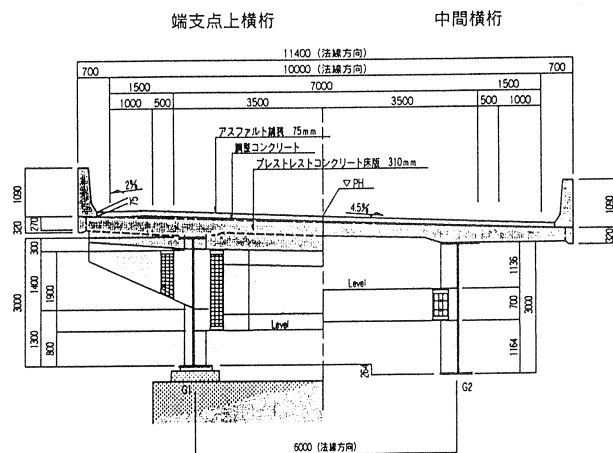 端支点上横桁
中間横桁
11400 (法線方向)
700
10000 (法線方向)
700
1500
7000
1500
1000
500
3500
3500
500
1000
アスファルト舗装 75mm
調整コンクリート
プレストレストコンクリート床版 310mm
2%
75
▽ PH
4.5%
1090
320
270
300
3000
1400
1900
1300
800
Level
Level
1090
320
1136
700
1164
3000
264
G1
G2
6000 (法線方向)